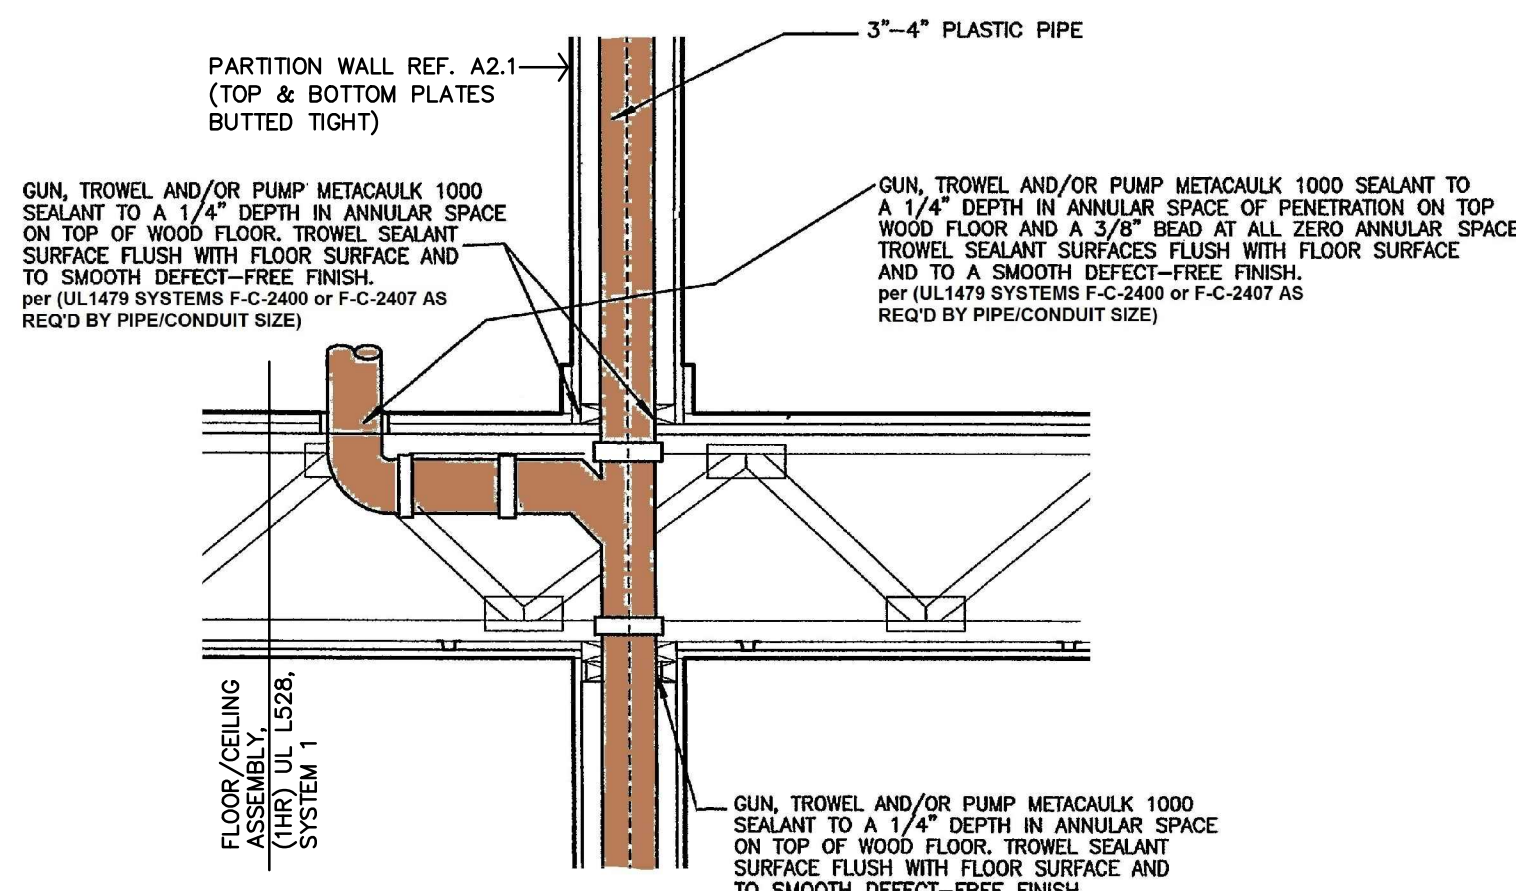 3"-4" PLASTIC PIPE
PARTITION WALL REF. A2.1
(TOP & BOTTOM PLATES
BUTTED TIGHT)
GUN, TROWEL AND/OR PUMP METACAULK 1000
SEALANT TO A 1/4" DEPTH IN ANNULAR SPACE
ON TOP OF WOOD FLOOR. TROWEL SEALANT
SURFACE FLUSH WITH FLOOR SURFACE AND
TO SMOOTH DEFECT-FREE FINISH.
per (UL1479 SYSTEMS F-C-2400 or F-C-2407 AS
REQ'D BY PIPE/CONDUIT SIZE)
GUN, TROWEL AND/OR PUMP METACAULK 1000 SEALANT TO
A 1/4" DEPTH IN ANNULAR SPACE OF PENETRATION ON TOP
WOOD FLOOR AND A 3/8" BEAD AT ALL ZERO ANNULAR SPACE
TROWEL SEALANT SURFACES FLUSH WITH FLOOR SURFACE
AND TO A SMOOTH DEFECT-FREE FINISH.
per (UL1479 SYSTEMS F-C-2400 or F-C-2407 AS
REQ'D BY PIPE/CONDUIT SIZE)
FLOOR/CEILING
ASSEMBLY,
(1HR) UL L528,
SYSTEM 1
GUN, TROWEL AND/OR PUMP METACAULK 1000
SEALANT TO A 1/4" DEPTH IN ANNULAR SPACE
ON TOP OF WOOD FLOOR. TROWEL SEALANT
SURFACE FLUSH WITH FLOOR SURFACE AND
TO SMOOTH DEFECT-FREE FINISH.